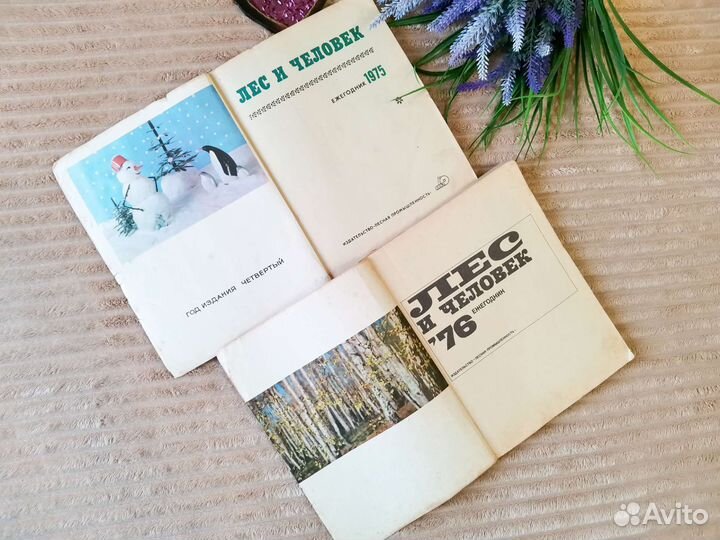 ЛЕС И ЧЕЛОВЕК
ЕЖЕГОДНИК 1975
ИЗДАТЕЛЬСТВО «ЛЕСНАЯ ПРОМЫШЛЕННОСТЬ»
ГОД ИЗДАНИЯ ЧЕТВЕРТЫЙ
ЛЕС
И ЧЕЛОВЕК
'76 ЕЖЕГОДНИК
ИЗДАТЕЛЬСТВО «ЛЕСНАЯ ПРОМЫШЛЕННОСТЬ»
Avito